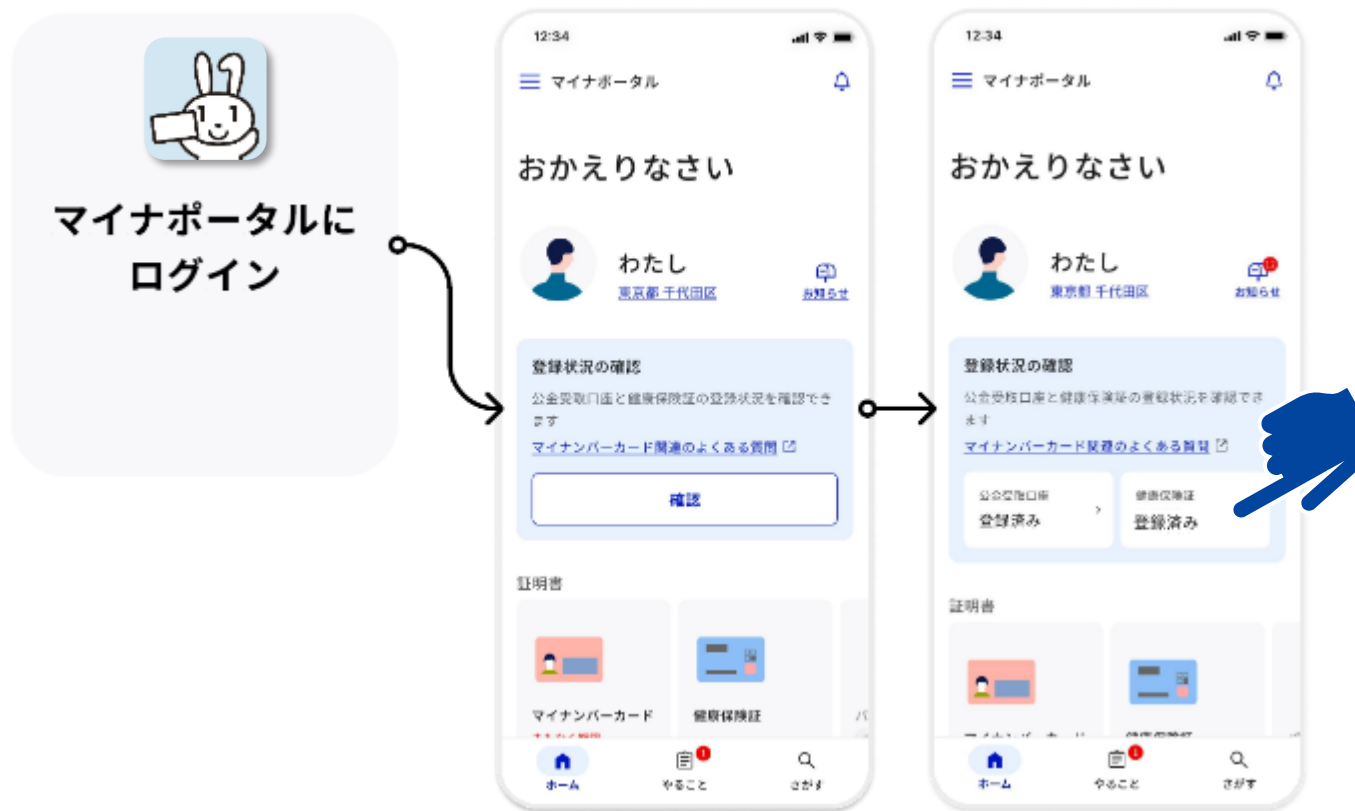 マイナポータルに
ログイン
12:34
マイナポータル
おかえりなさい
わたし
東京都 千代田区
お知らせ
登録状況の確認
公金受取口座と健康保険証の登録状況を確認でき
ます
マイナンバーカード関連のよくある質問
確認
証明書
マイナンバーカード
健康保険証
パ
ホーム
1
やること
さがす
12:34
マイナポータル
おかえりなさい
わたし
東京都 千代田区
お知らせ
登録状況の確認
公金受取口座と健康保険証の登録状況を確認でき
ます
マイナンバーカード関連のよくある質問
公金受取口座
登録済み
健康保険証
登録済み
証明書
ホーム
1
やること
さがす